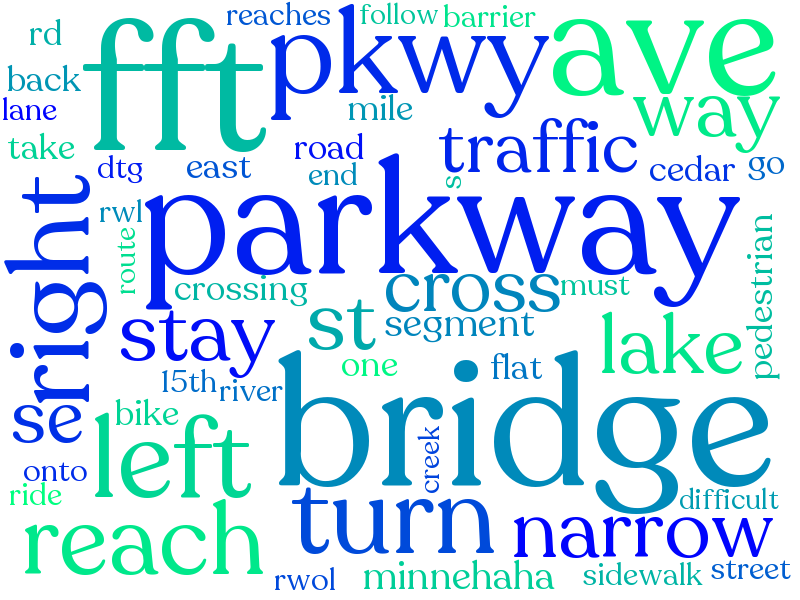 reaches follow barrier
rd fft pkwy ave
back mile way
lane
take dtg east road traffic cedar go
end s
right rwl parkway
route crossing cross must pedestrian
stay st segment lake
one flat
15th river
se bike left bridge
creek
onto
ride turn difficult
reach narrow
rwol minnehaha sidewalk street